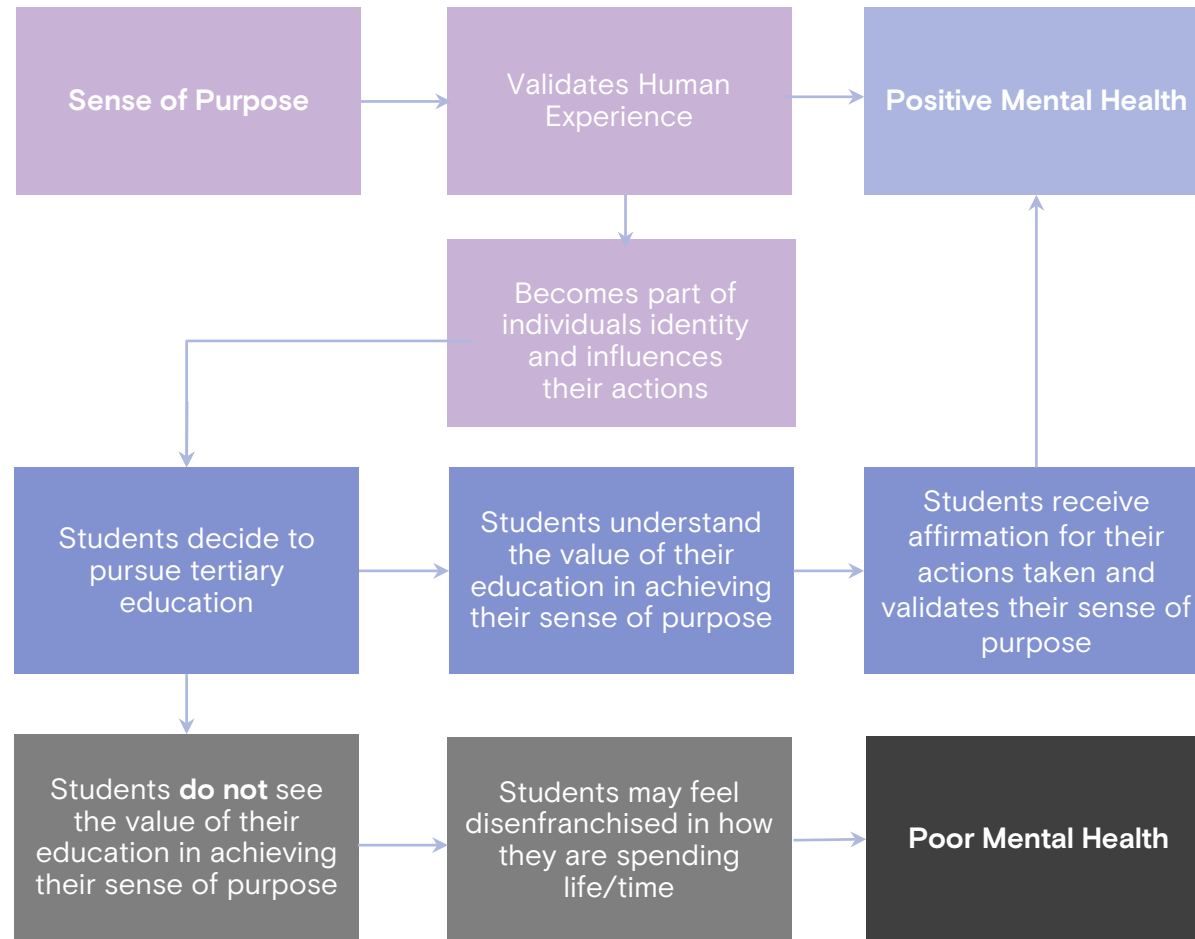 Sense of Purpose
Validates Human
Experience
Positive Mental Health
Becomes part of
individuals identity
and influences
their actions
Students decide to
pursue tertiary
education
Students understand
the value of their
education in achieving
their sense of purpose
Students receive
affirmation for their
actions taken and
validates their sense of
purpose
Students do not see
the value of their
education in achieving
their sense of purpose
Students may feel
disenfranchised in how
they are spending
life/time
Poor Mental Health